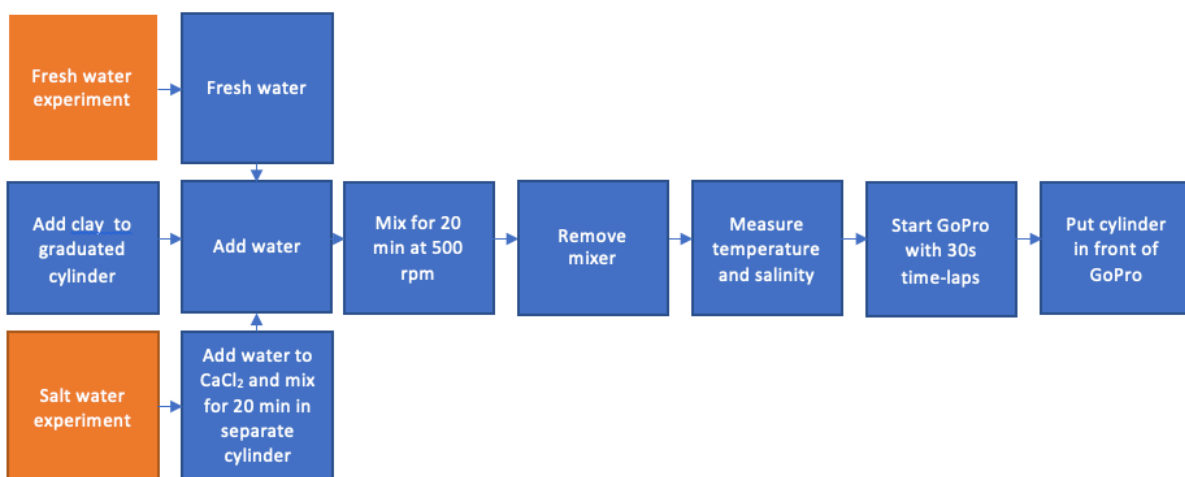 Fresh water
experiment
Fresh water
Add clay to
graduated
cylinder
Add water
Mix for 20
min at 500
rpm
Remove
mixer
Measure
temperature
and salinity
Start GoPro
with 30s
time-laps
Put cylinder
in front of
GoPro
Salt water
experiment
Add water to
CaCl₂ and mix
for 20 min in
separate
cylinder